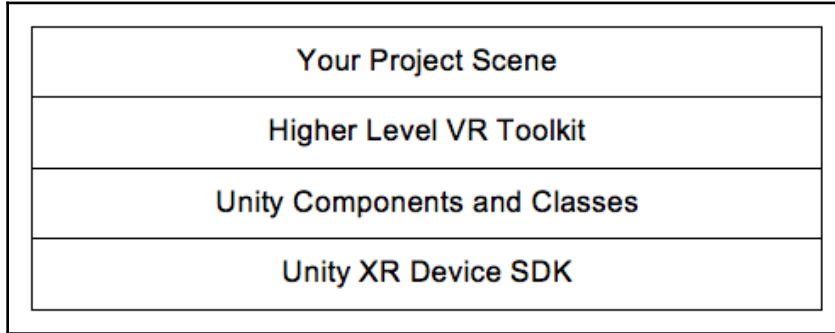 Your Project Scene
Higher Level VR Toolkit
Unity Components and Classes
Unity XR Device SDK